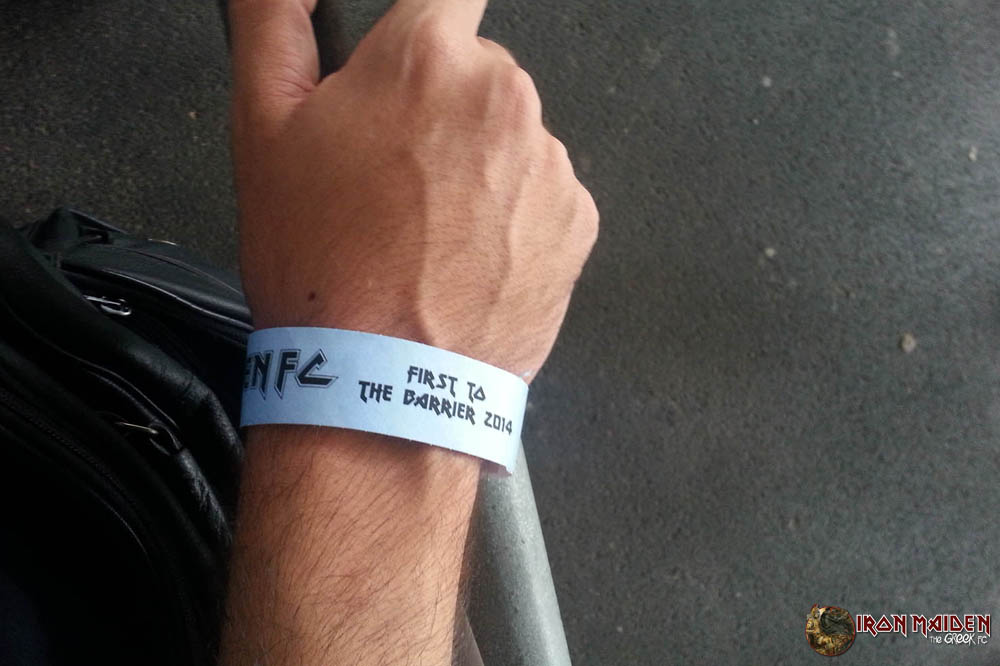 ENFC
FIRST TO
THE BARRIER 2014
IRON MAIDEN
The GREEK FC